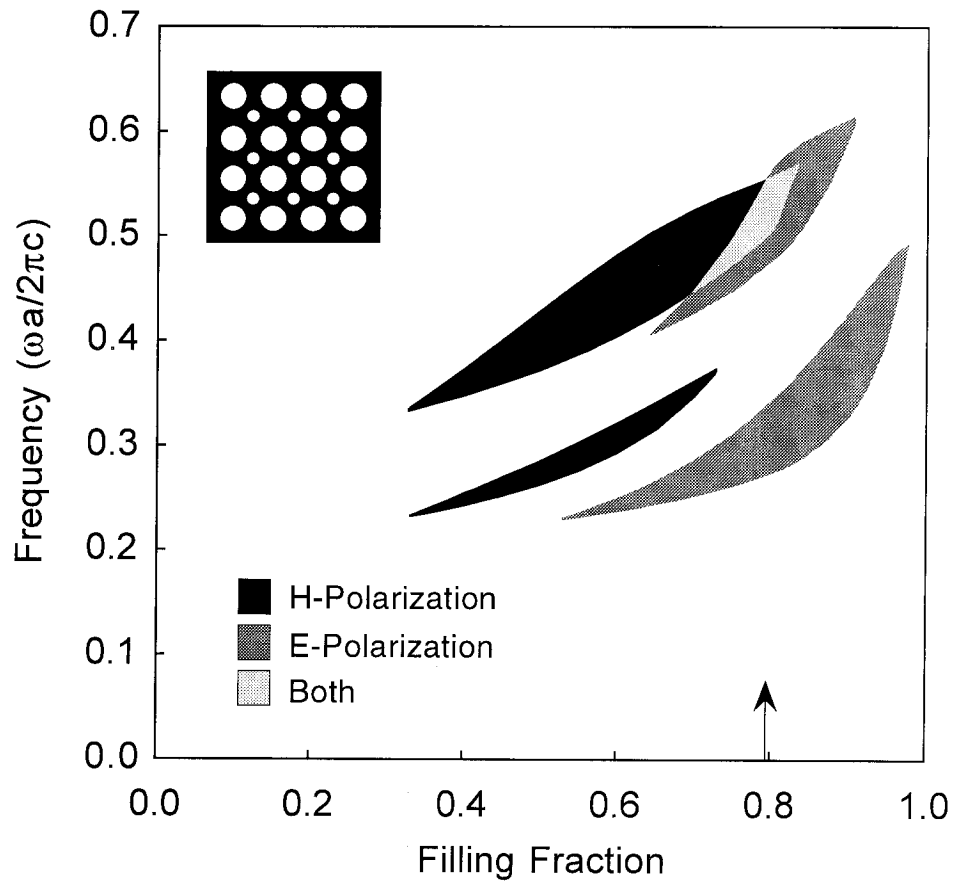 0.7
0.6
0.5
0.4
0.3
0.2
0.1
0.0
Frequency (ωa/2πc)
H-Polarization
E-Polarization
Both
0.0 0.2 0.4 0.6 0.8 1.0
Filling Fraction